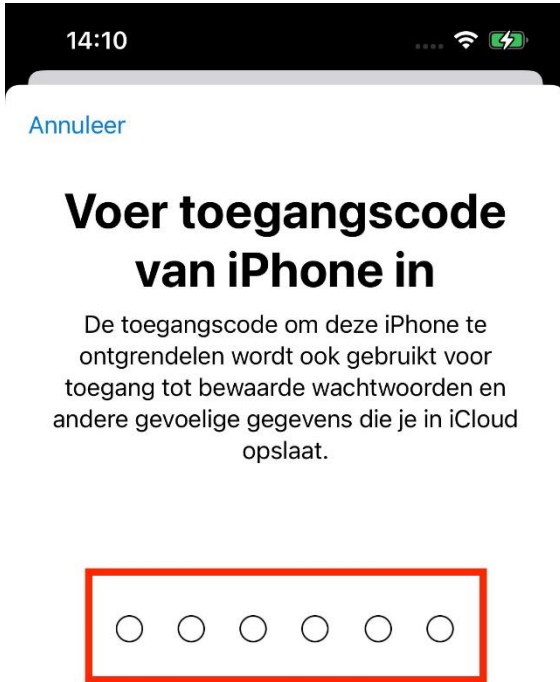 14:10
Annuleer
Voer toegangscode
van iPhone in
De toegangscode om deze iPhone te
ontgrendelen wordt ook gebruikt voor
toegang tot bewaarde wachtwoorden en
andere gevoelige gegevens die je in iCloud
opslaat.